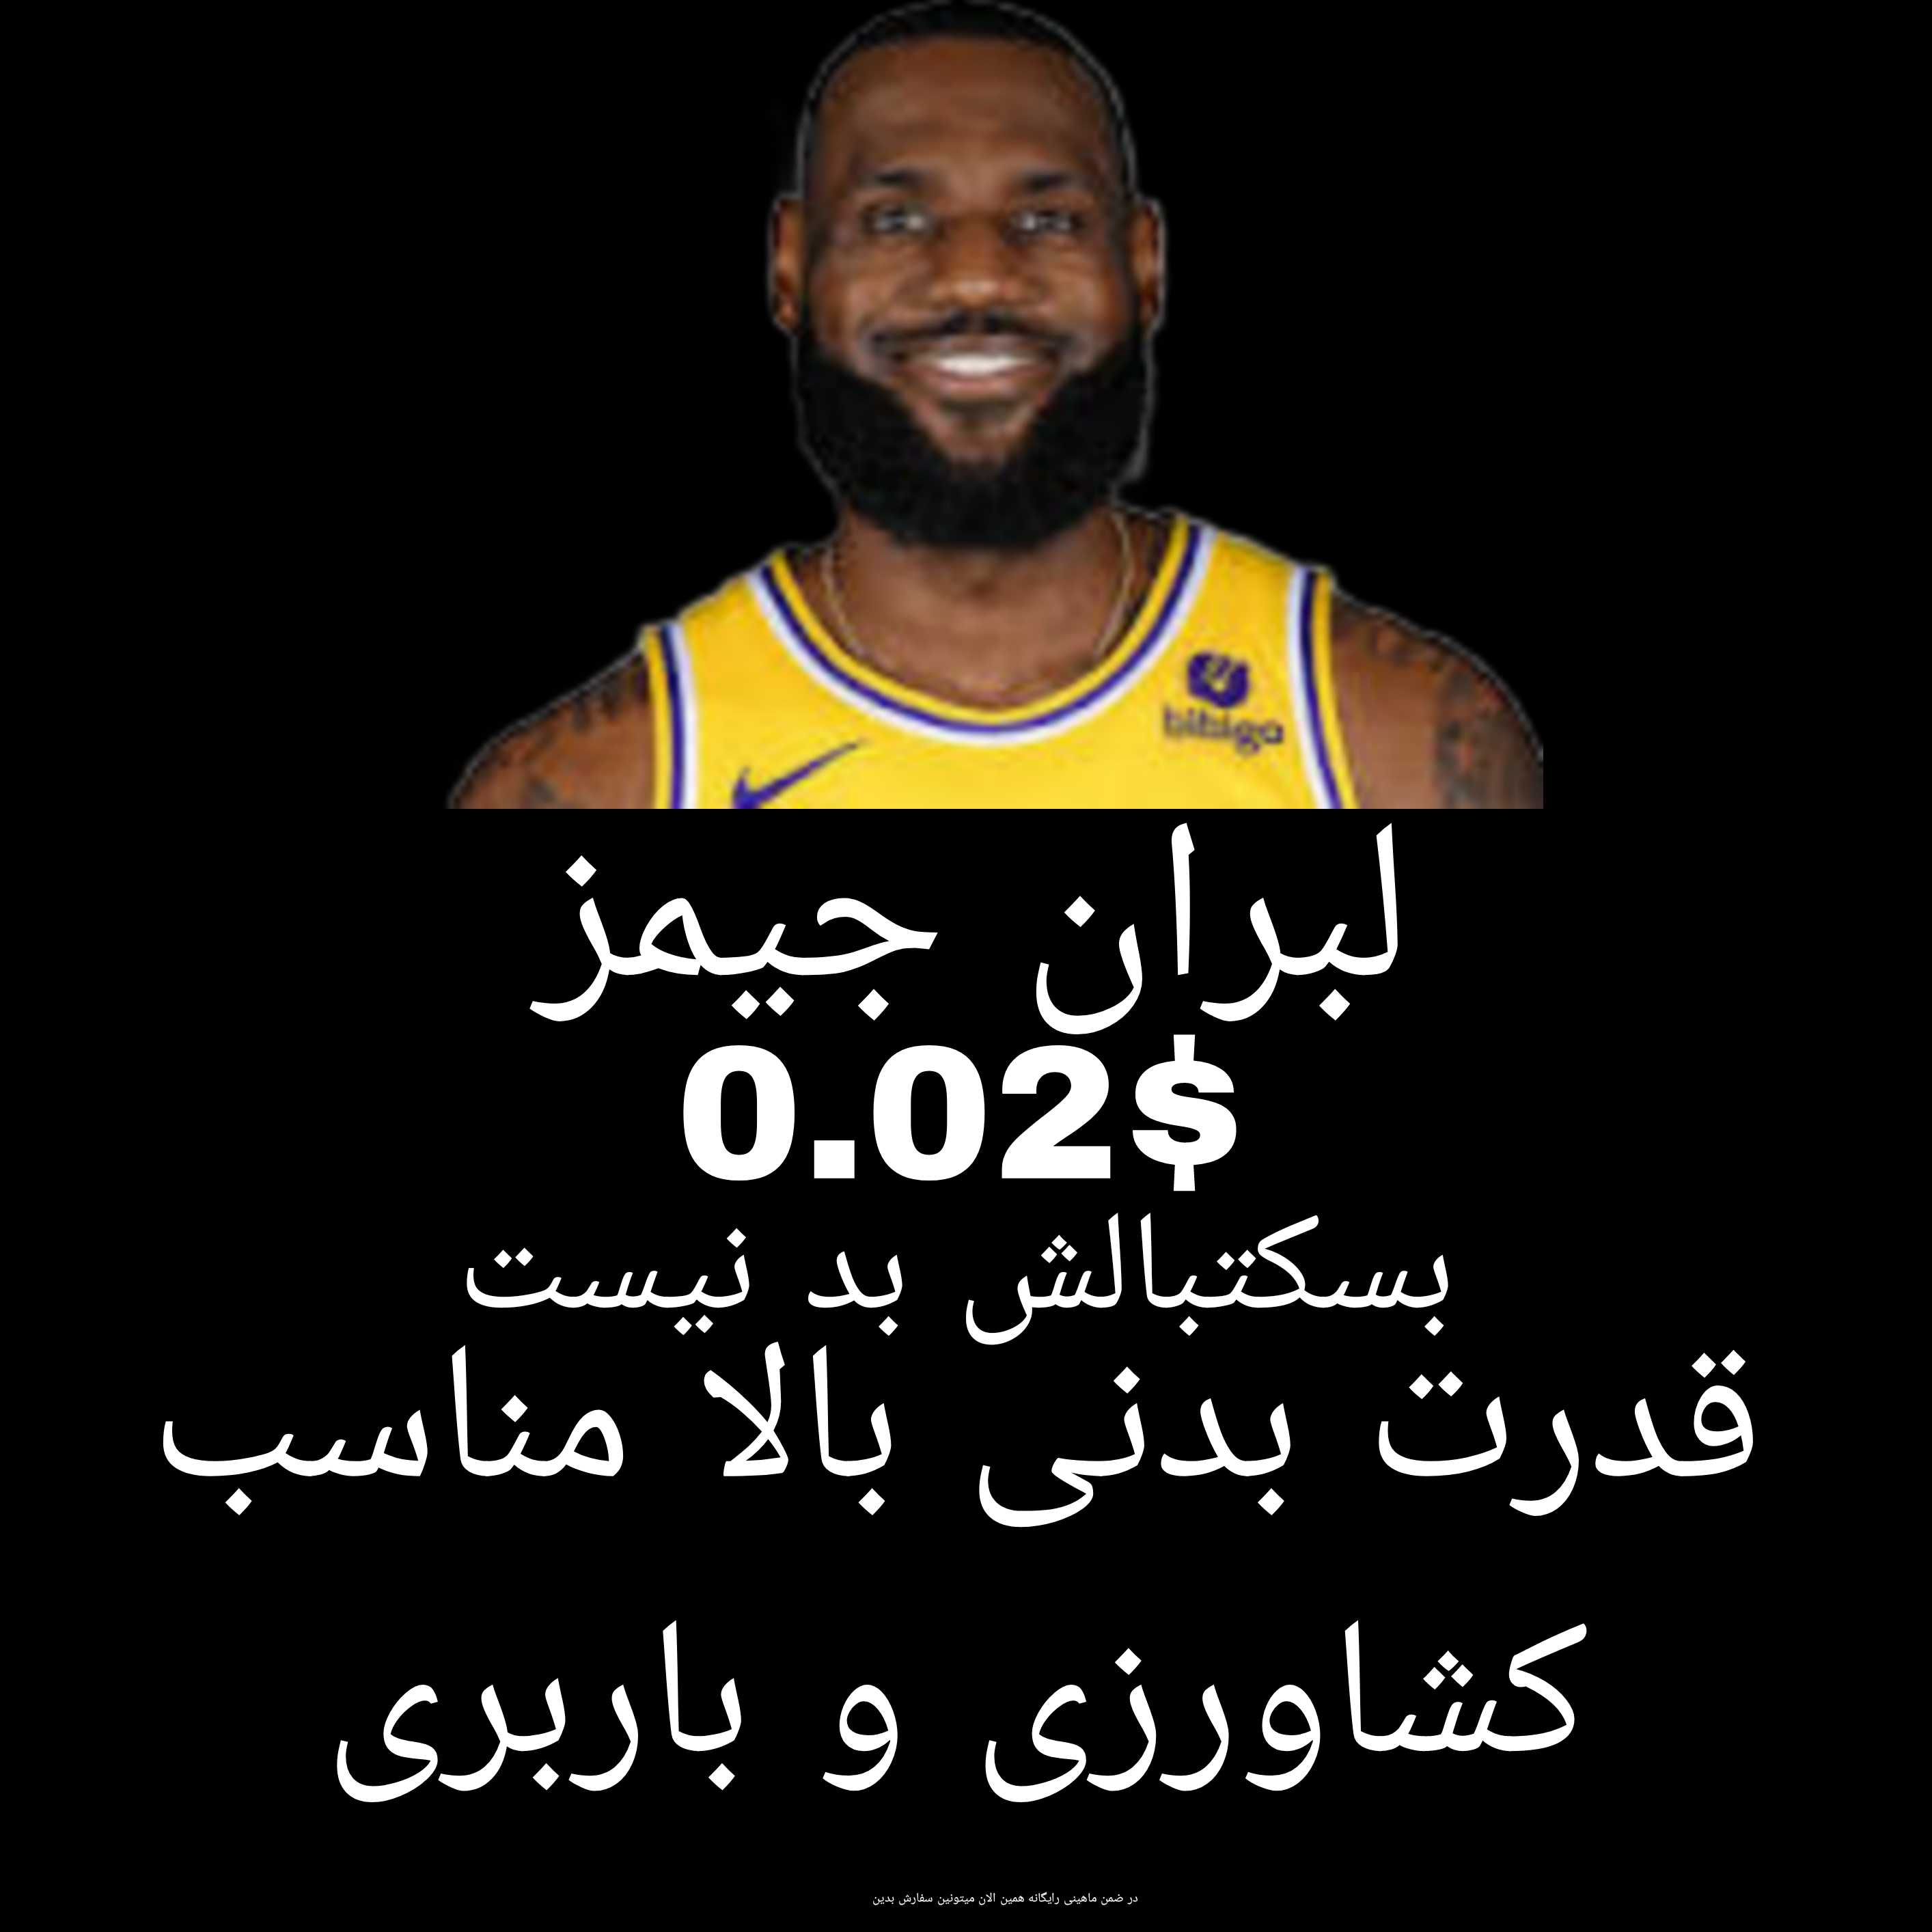 bibigo
لبران جیمز
0.02$
بسکتبالش بد نیست
قدرت بدنی بالا مناسب
کشاورزی و باربری
در ضمن ماهینی رایگانه همین الان میتونین سفارش بدین